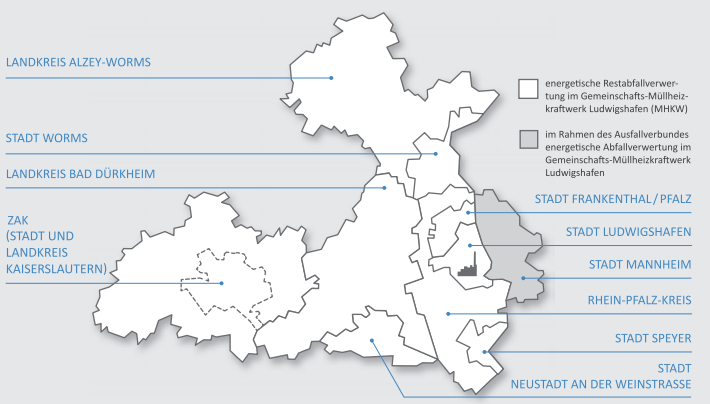 LANDKREIS ALZEY-WORMS
STADT WORMS
LANDKREIS BAD DÜRKHEIM
ZAK
(STADT UND
LANDKREIS
KAISERSLAUTERN)
energetische Restabfallverwer-
tung im Gemeinschafts-Müllheiz-
kraftwerk Ludwigshafen (MHKW)
im Rahmen des Ausfallverbundes
energetische Abfallverwertung im
Gemeinschafts-Müllheizkraftwerk
Ludwigshafen
STADT FRANKENTHAL/PFALZ
STADT LUDWIGSHAFEN
STADT MANNHEIM
RHEIN-PFALZ-KREIS
STADT SPEYER
STADT
NEUSTADT AN DER WEINSTRASSE